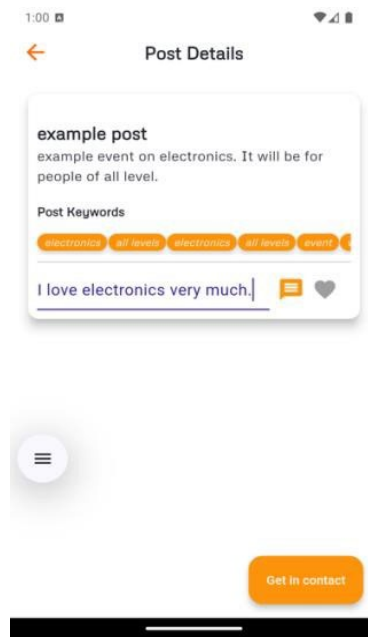 1:00
Post Details
example post
example event on electronics. It will be for
people of all level.
Post Keywords
electronics all levels electronics all levels event
I love electronics very much.
Get in contact